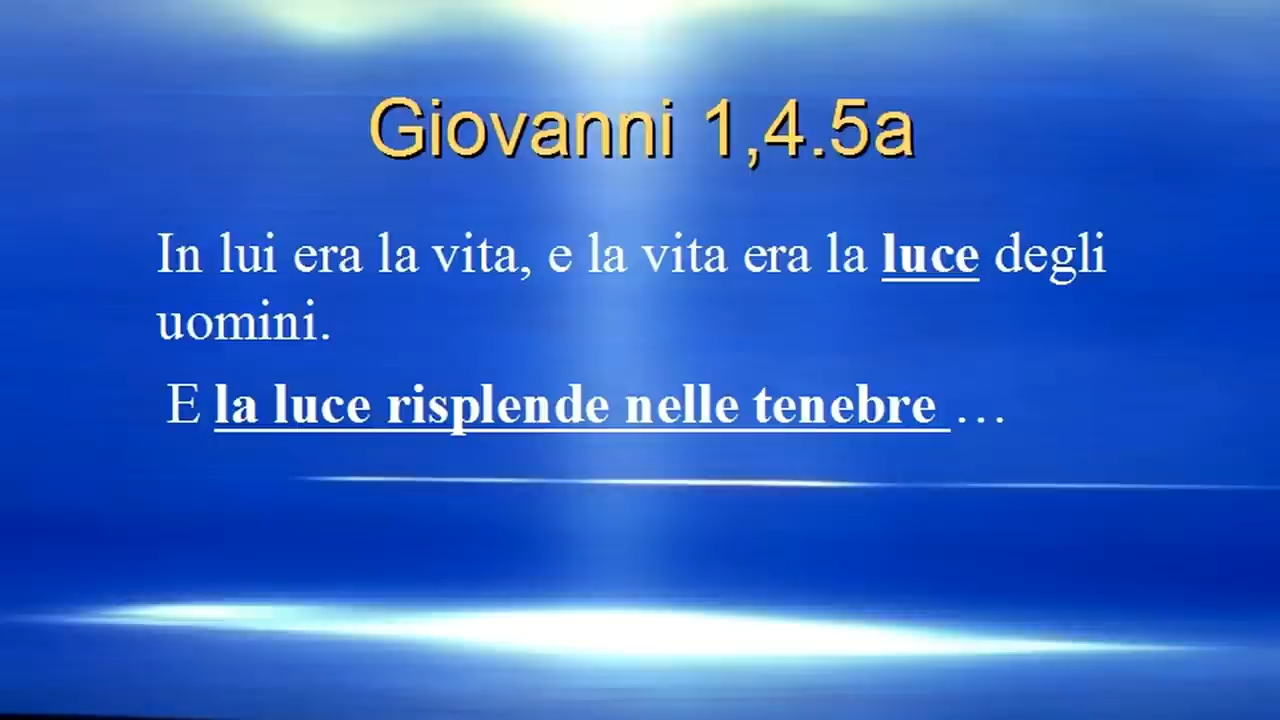 Giovanni 1,4.5a
In lui era la vita, e la vita era la luce degli
uomini.
E la luce risplende nelle tenebre …